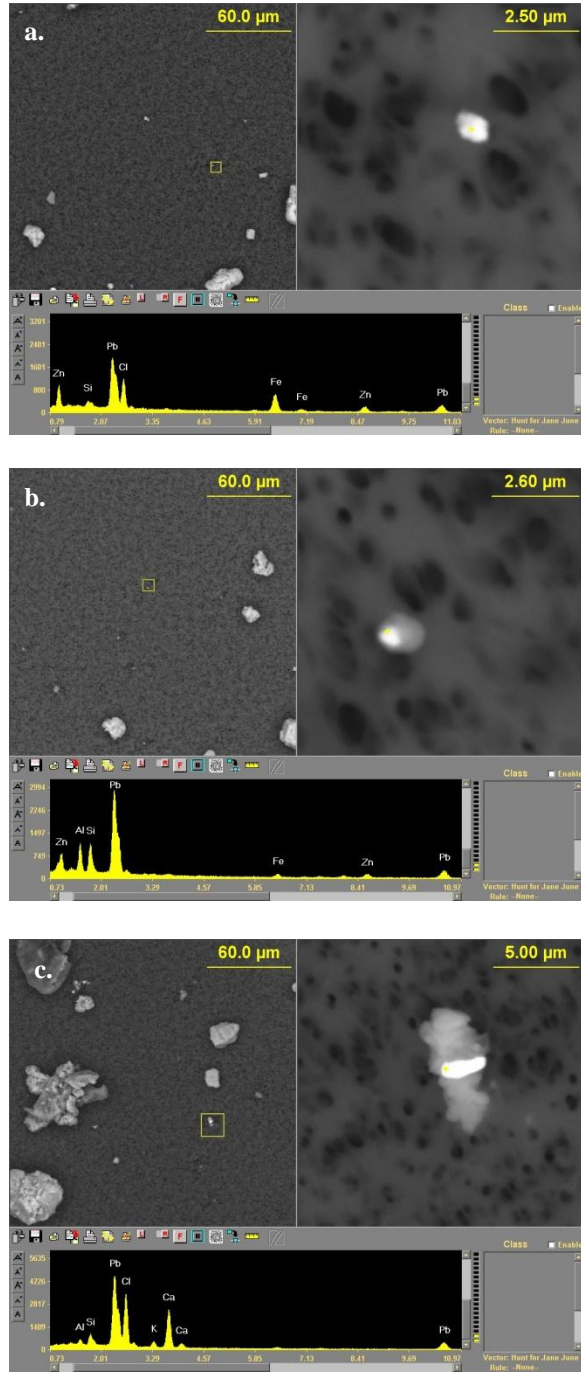 a.
60.0 µm
2.50 µm
Class
Enable
3201
2401
1601
800
0
Zn
Si
Pb
Cl
Fe
Fe
Zn
Pb
0.79 2.07 3.35 4.63 5.91 7.19 8.47 9.75 11.03
Vector: Hunt for Jane June
Rule: --None--
b.
60.0 µm
2.60 µm
Class
Enable
2994
2246
1497
749
0
Zn
Al
Si
Pb
Fe
Zn
Pb
0.73 2.01 3.29 4.57 5.85 7.13 8.41 9.69 10.97
Vector: Hunt for Jane June
Rule: --None--
c.
60.0 µm
5.00 µm
Class
Enable
5635
4226
2817
1409
0
Al
Si
Pb
Cl
K
Ca
Ca
Pb
0.73 2.01 3.29 4.57 5.85 7.13 8.41 9.69 10.97
Vector: Hunt for Jane June
Rule: --None--